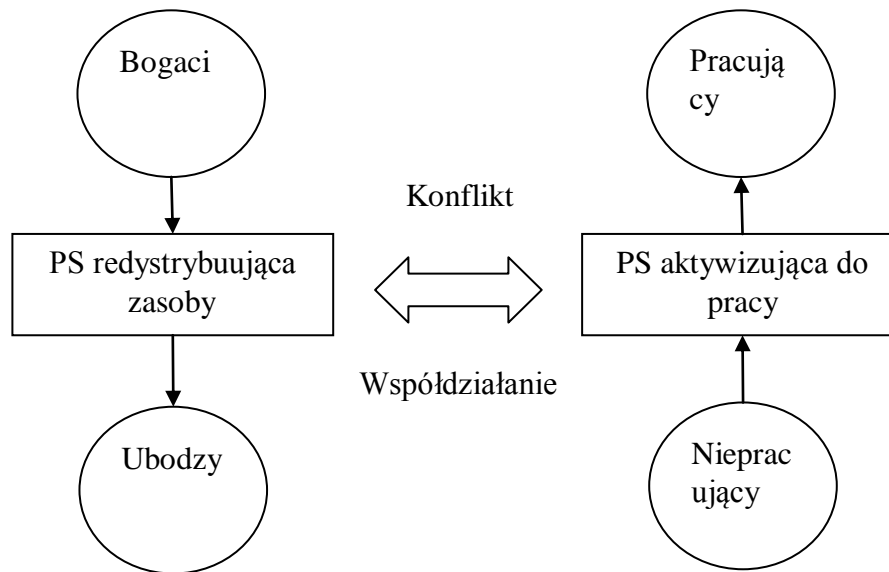 Bogaci
Pracują
cy
Konflikt
PS redystrybuująca
zasoby
PS aktywizująca do
pracy
Współdziałanie
Ubodzy
Nieprac
ujący